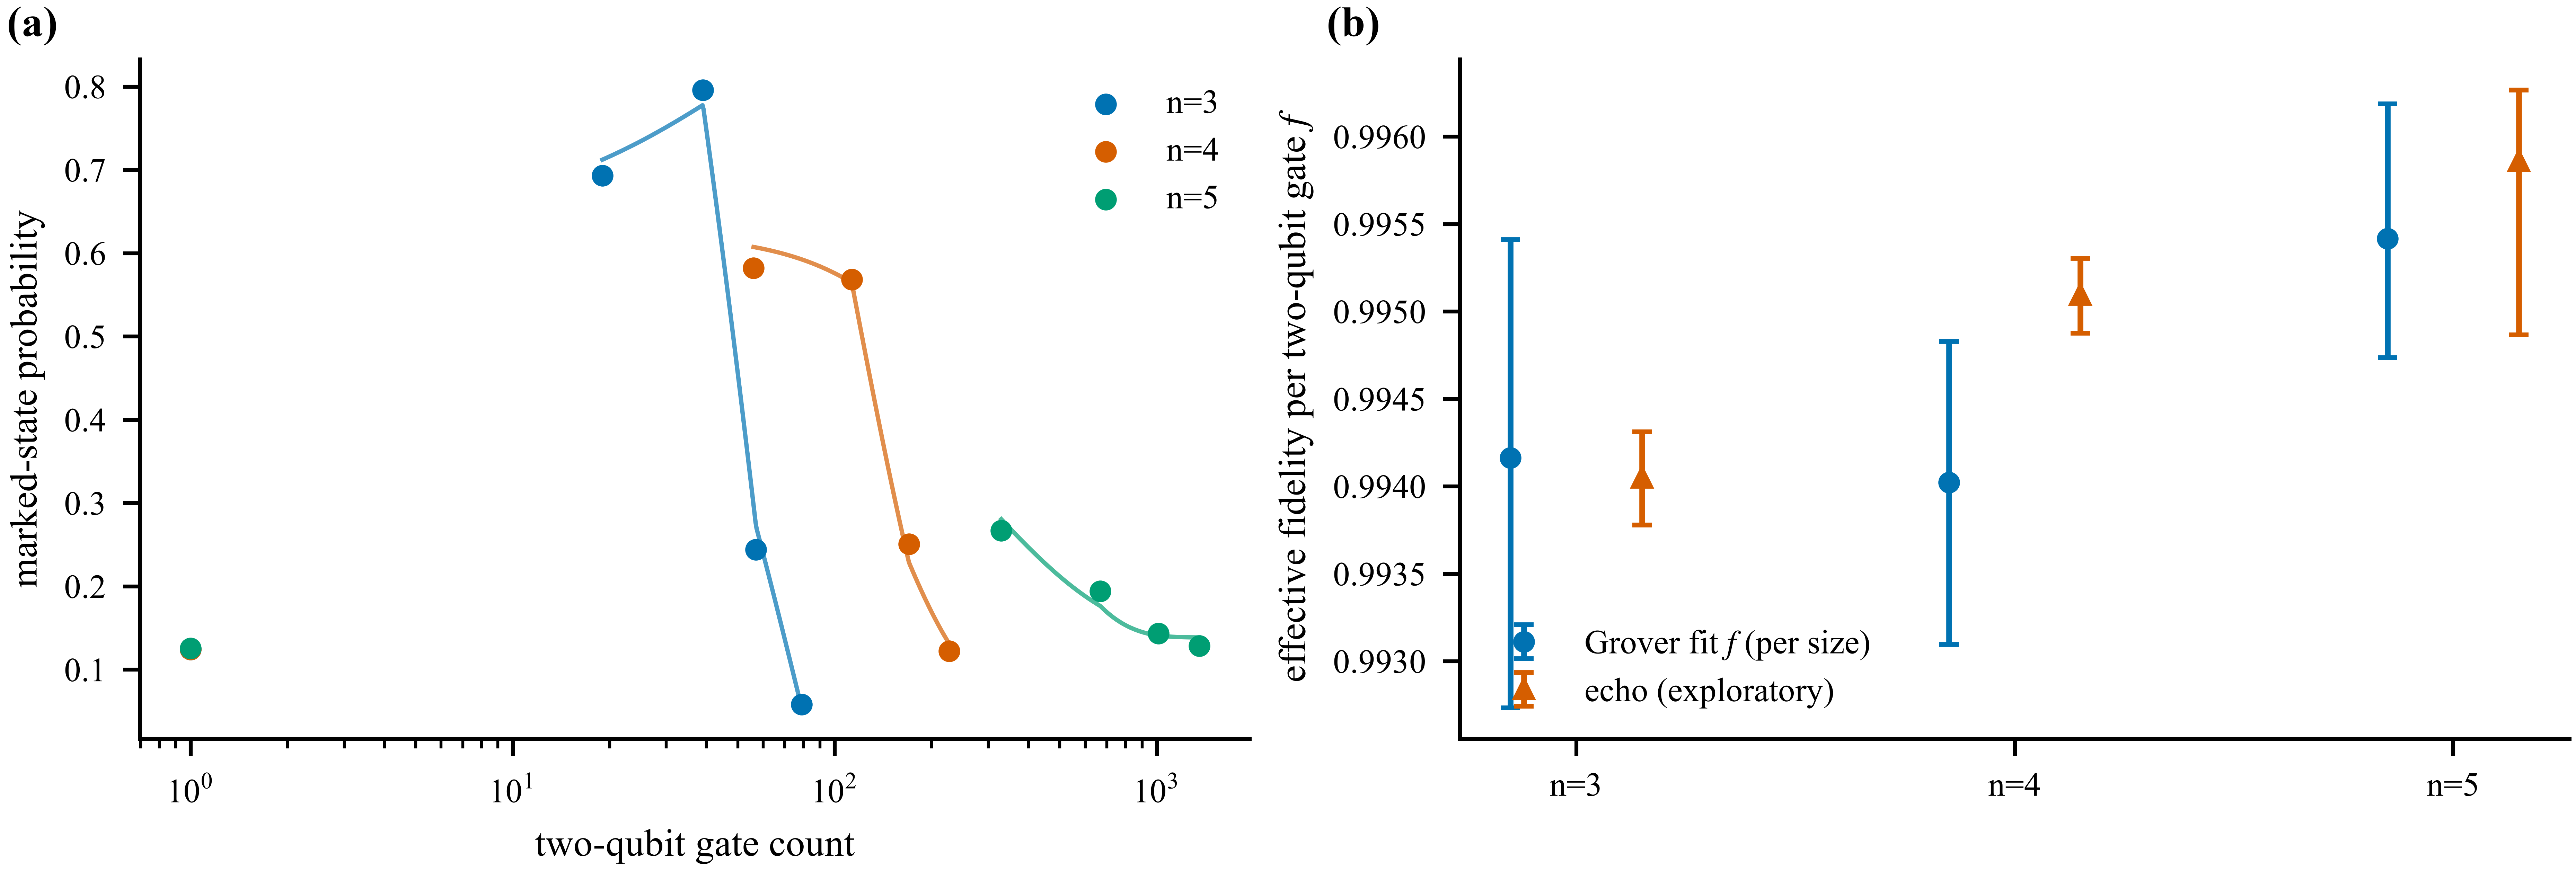 (a)
marked-state probability
0.8
0.7
0.6
0.5
0.4
0.3
0.2
0.1
n=3
n=4
n=5
10⁰
10¹
10²
10³
two-qubit gate count
(b)
effective fidelity per two-qubit gate f
0.9960
0.9955
0.9950
0.9945
0.9940
0.9935
0.9930
Grover fit f (per size)
echo (exploratory)
n=3
n=4
n=5